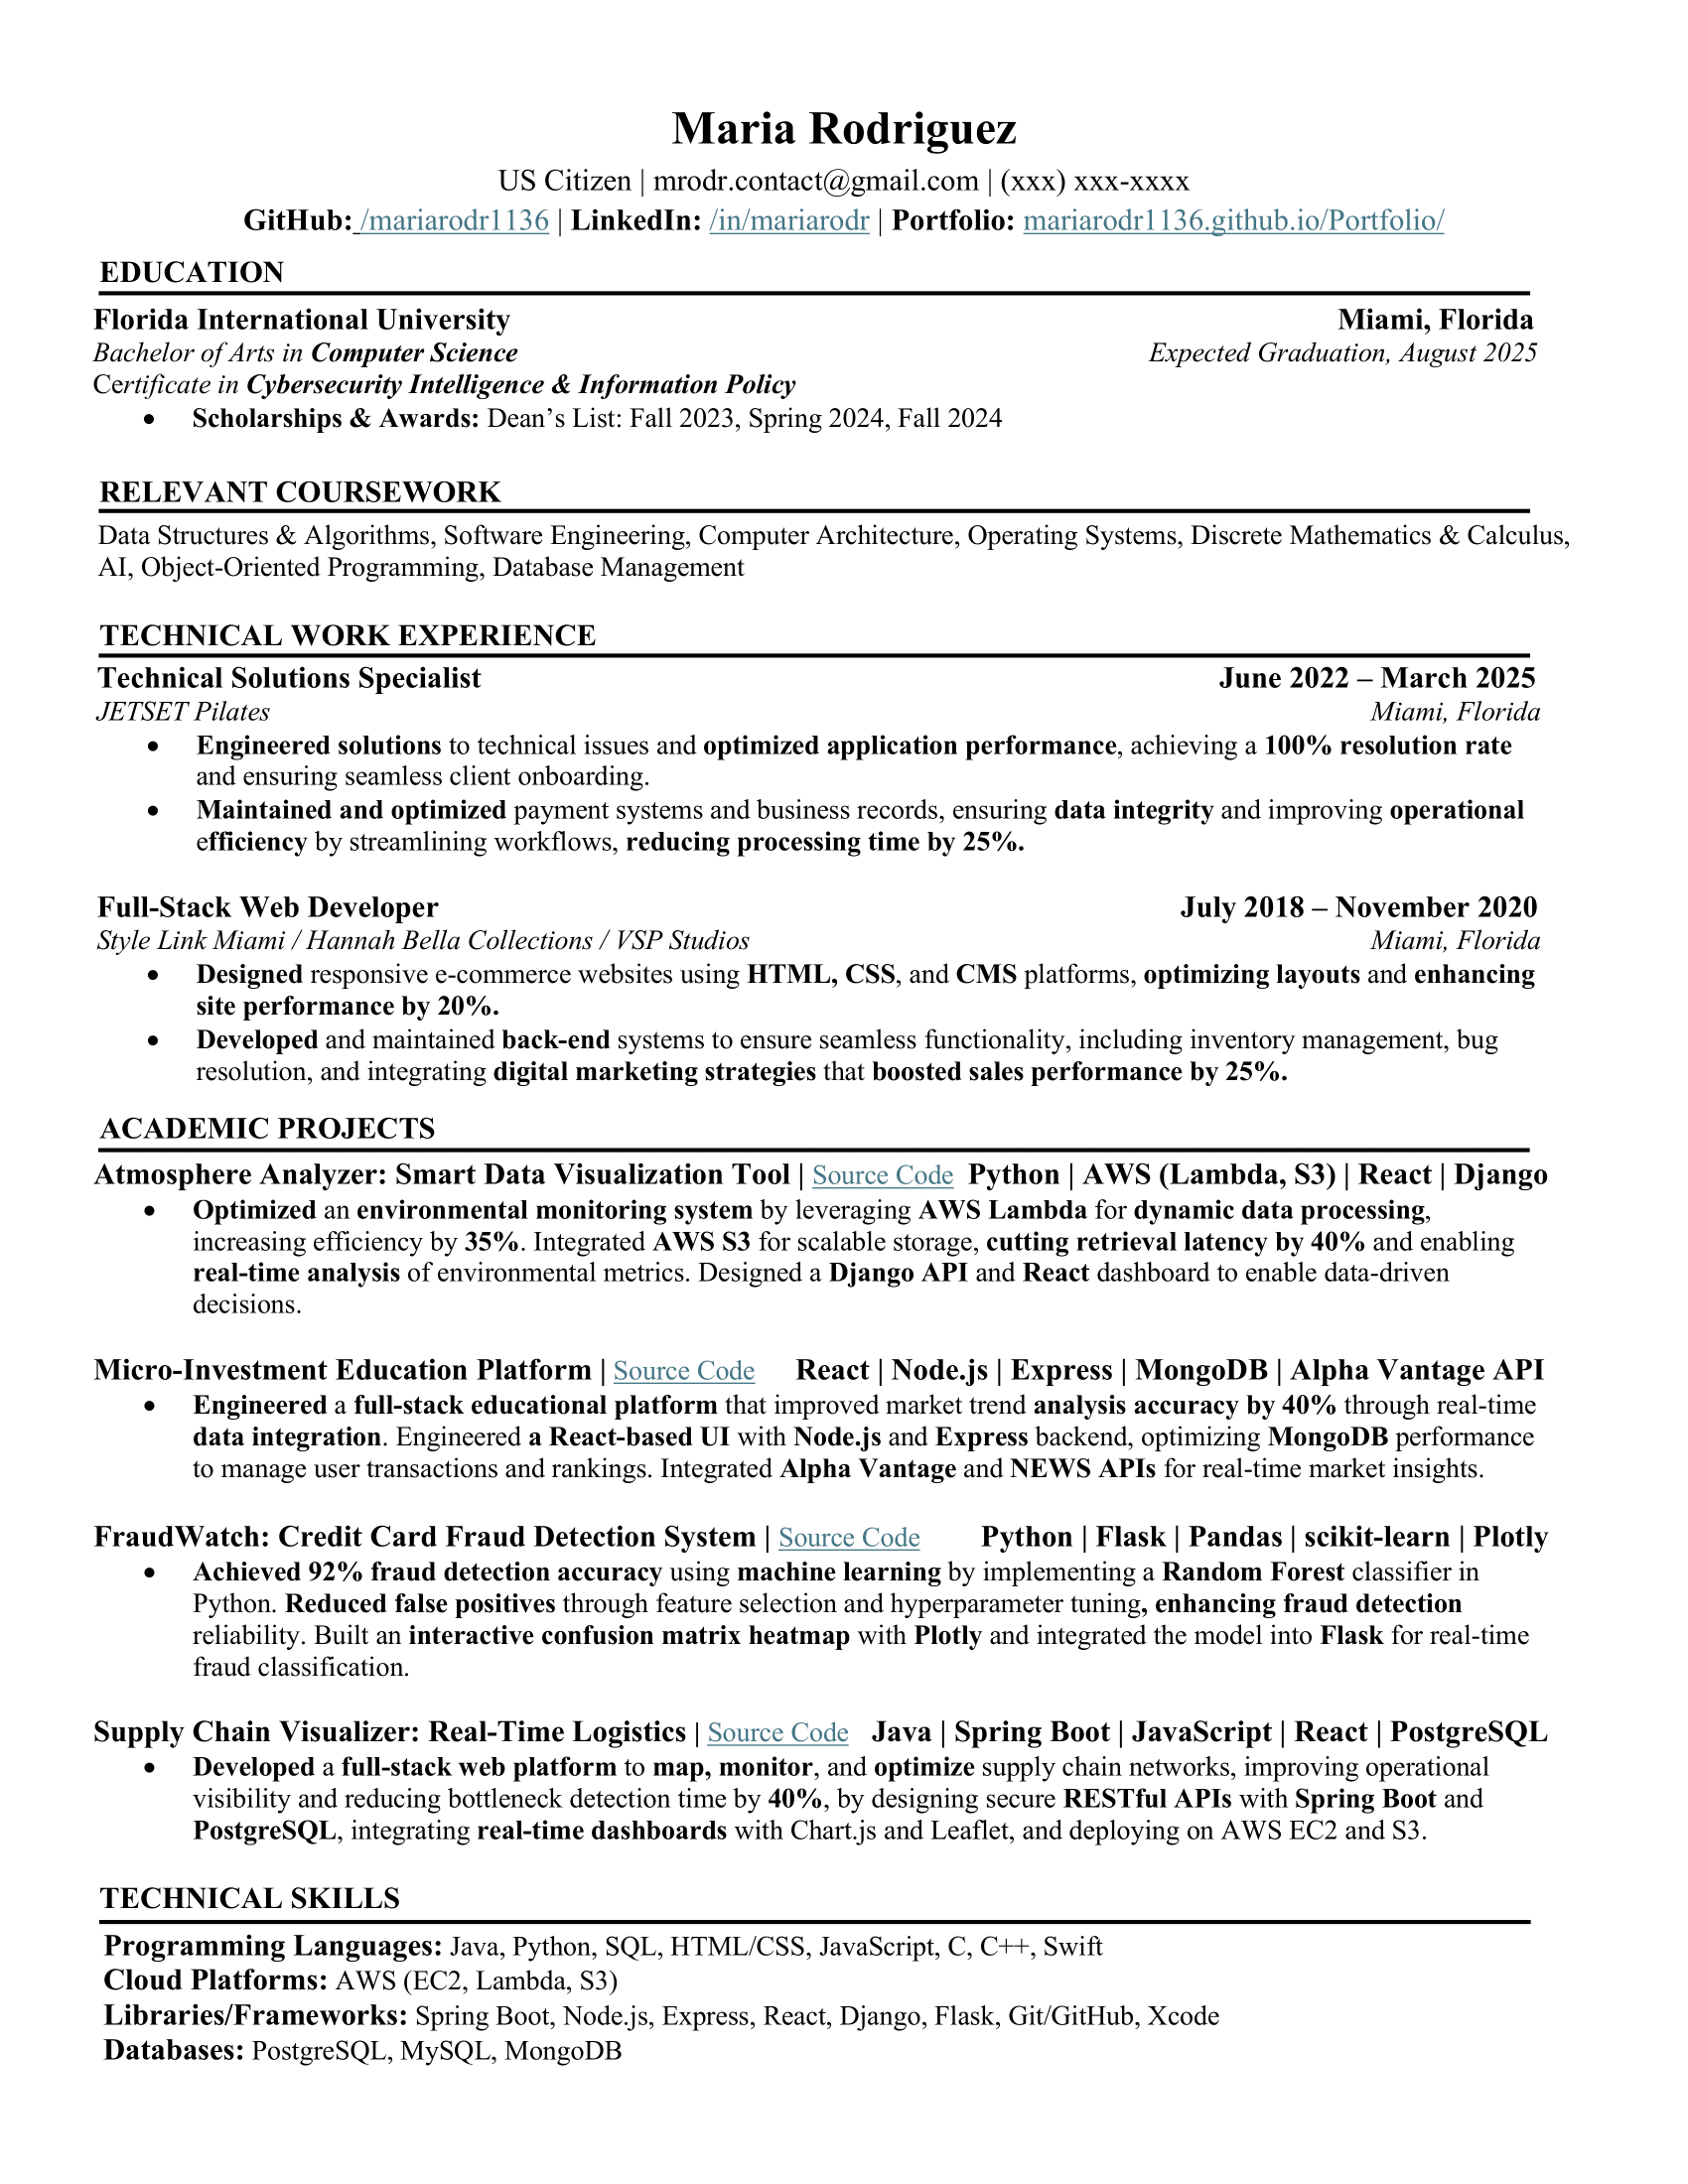 Maria Rodriguez
US Citizen | mrodr.contact@gmail.com | (xxx) xxx-xxxx
GitHub: /mariarodr1136 | LinkedIn: /in/mariarodr | Portfolio: mariarodr1136.github.io/Portfolio/
EDUCATION
Florida International University Miami, Florida
Bachelor of Arts in Computer Science Expected Graduation, August 2025
Certificate in Cybersecurity Intelligence & Information Policy
• Scholarships & Awards: Dean’s List: Fall 2023, Spring 2024, Fall 2024
RELEVANT COURSEWORK
Data Structures & Algorithms, Software Engineering, Computer Architecture, Operating Systems, Discrete Mathematics & Calculus,
AI, Object-Oriented Programming, Database Management
TECHNICAL WORK EXPERIENCE
Technical Solutions Specialist June 2022 – March 2025
JETSET Pilates Miami, Florida
• Engineered solutions to technical issues and optimized application performance, achieving a 100% resolution rate
and ensuring seamless client onboarding.
• Maintained and optimized payment systems and business records, ensuring data integrity and improving operational
efficiency by streamlining workflows, reducing processing time by 25%.
Full-Stack Web Developer July 2018 – November 2020
Style Link Miami / Hannah Bella Collections / VSP Studios Miami, Florida
• Designed responsive e-commerce websites using HTML, CSS, and CMS platforms, optimizing layouts and enhancing
site performance by 20%.
• Developed and maintained back-end systems to ensure seamless functionality, including inventory management, bug
resolution, and integrating digital marketing strategies that boosted sales performance by 25%.
ACADEMIC PROJECTS
Atmosphere Analyzer: Smart Data Visualization Tool | Source Code Python | AWS (Lambda, S3) | React | Django
• Optimized an environmental monitoring system by leveraging AWS Lambda for dynamic data processing,
increasing efficiency by 35%. Integrated AWS S3 for scalable storage, cutting retrieval latency by 40% and enabling
real-time analysis of environmental metrics. Designed a Django API and React dashboard to enable data-driven
decisions.
Micro-Investment Education Platform | Source Code React | Node.js | Express | MongoDB | Alpha Vantage API
• Engineered a full-stack educational platform that improved market trend analysis accuracy by 40% through real-time
data integration. Engineered a React-based UI with Node.js and Express backend, optimizing MongoDB performance
to manage user transactions and rankings. Integrated Alpha Vantage and NEWS APIs for real-time market insights.
FraudWatch: Credit Card Fraud Detection System | Source Code Python | Flask | Pandas | scikit-learn | Plotly
• Achieved 92% fraud detection accuracy using machine learning by implementing a Random Forest classifier in
Python. Reduced false positives through feature selection and hyperparameter tuning, enhancing fraud detection
reliability. Built an interactive confusion matrix heatmap with Plotly and integrated the model into Flask for real-time
fraud classification.
Supply Chain Visualizer: Real-Time Logistics | Source Code Java | Spring Boot | JavaScript | React | PostgreSQL
• Developed a full-stack web platform to map, monitor, and optimize supply chain networks, improving operational
visibility and reducing bottleneck detection time by 40%, by designing secure RESTful APIs with Spring Boot and
PostgreSQL, integrating real-time dashboards with Chart.js and Leaflet, and deploying on AWS EC2 and S3.
TECHNICAL SKILLS
Programming Languages: Java, Python, SQL, HTML/CSS, JavaScript, C, C++, Swift
Cloud Platforms: AWS (EC2, Lambda, S3)
Libraries/Frameworks: Spring Boot, Node.js, Express, React, Django, Flask, Git/GitHub, Xcode
Databases: PostgreSQL, MySQL, MongoDB